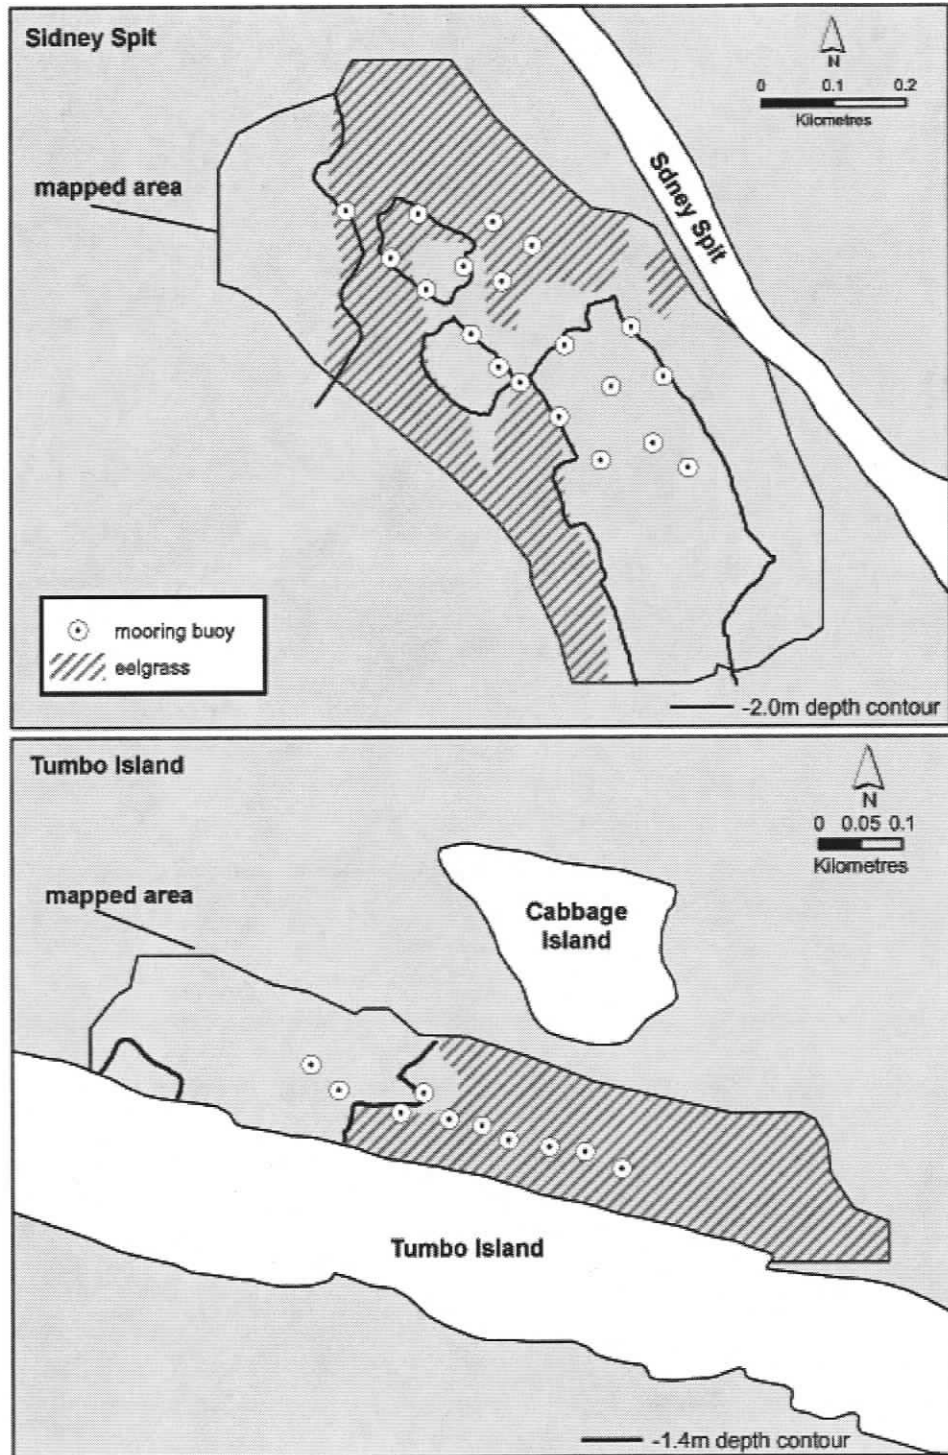 Sidney Spit
N
0 0.1 0.2
Kilometres
Sdney Spit
mapped area
mooring buoy
eelgrass
-2.0m depth contour
Tumbo Island
N
0 0.05 0.1
Kilometres
mapped area
Cabbage
Island
Tumbo Island
-1.4m depth contour